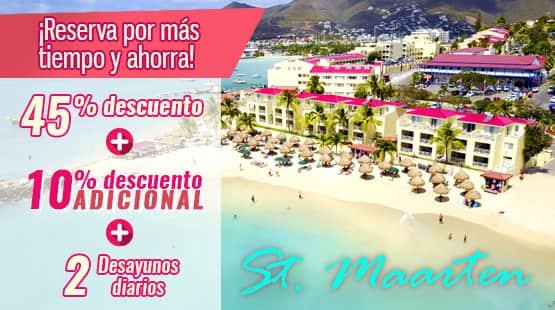 ¡Reserva por más
tiempo y ahorra!
45% descuento
+
10% descuento
ADICIONAL
+
2 Desayunos
diarios
St. Maarten